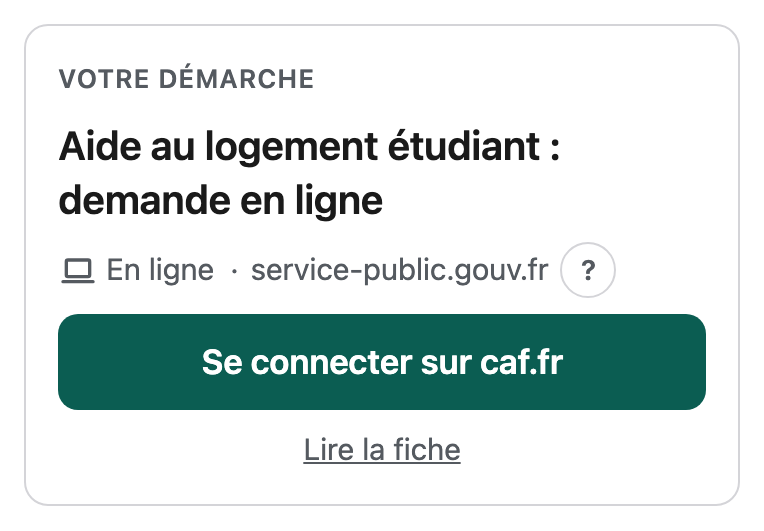 VOTRE DÉMARCHE
Aide au logement étudiant :
demande en ligne
En ligne · service-public.gouv.fr ?
Se connecter sur caf.fr
Lire la fiche